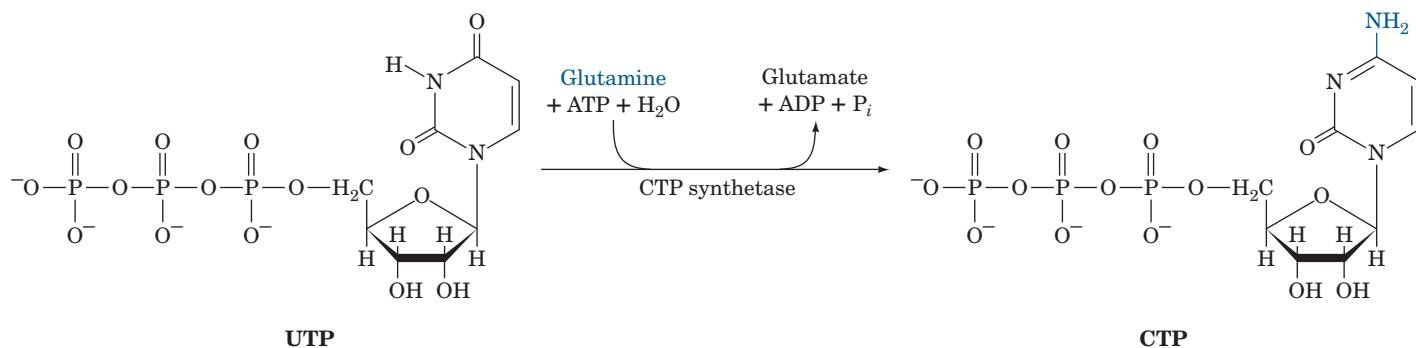 O
H
N
O
N
⁻O—P—O—P—O—P—O—H₂C
O O O
O⁻ O⁻ O⁻
O
H H
H H
OH OH
UTP
Glutamine
+ ATP + H₂O
Glutamate
+ ADP + Pᵢ
CTP synthetase
NH₂
N
O
N
⁻O—P—O—P—O—P—O—H₂C
O O O
O⁻ O⁻ O⁻
O
H H
H H
OH OH
CTP